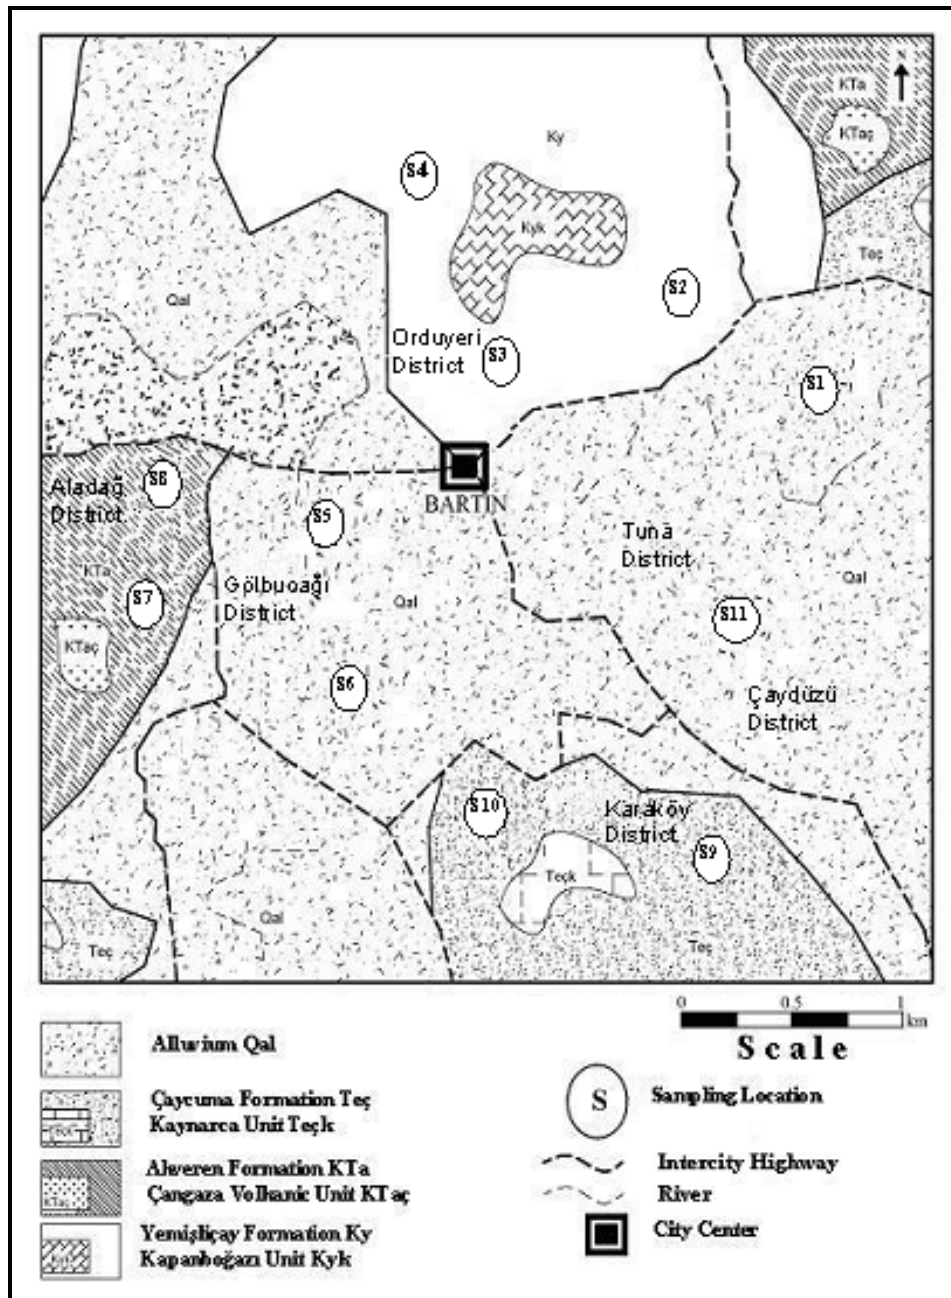 N
KTa
KTaç
Ky
S4
Kyk
Teç
S2
Qal
Orduyeri
District
S3
S1
BARTIN
S8
Aladağ
District
S5
Tuna
District
KTa
Gölbucağı
District
Qal
Qal
S7
S11
KTaç
S6
Çaydüzü
District
S10
Karaköy
District
S9
Teçk
Qal
Teç
Teç
0 0.5 1
km
Scale
Alluvium Qal
Çaycuma Formation Teç
Kaynarca Unit Teçk
Sampling Location
S
Akveren Formation KTa
Çangaza Volkanic Unit KTaç
KTaç
Intercity Highway
River
Yemişliçay Formation Ky
Kapanboğazı Unit Kyk
City Center